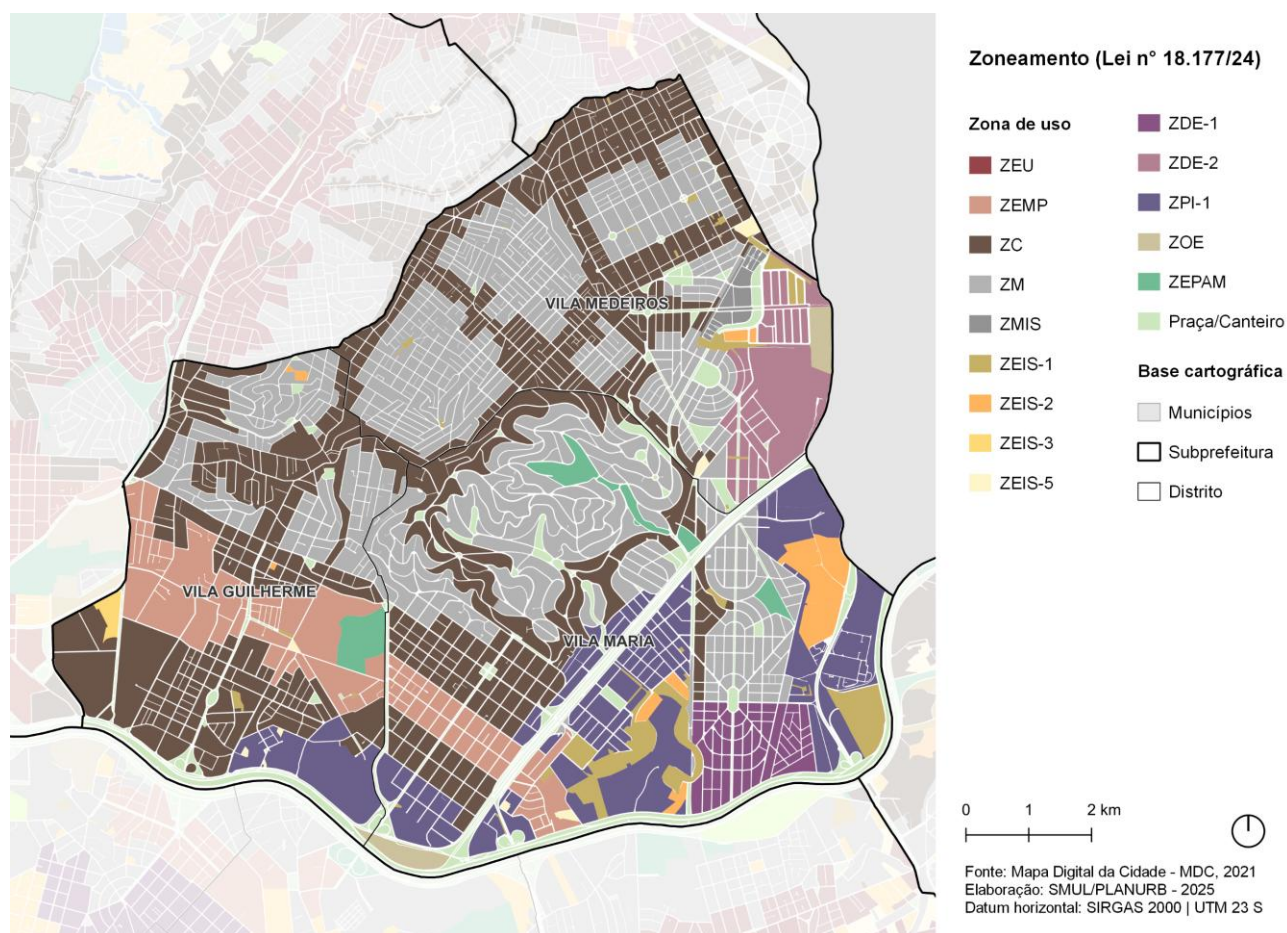 Zoneamento (Lei n° 18.177/24)
Zona de uso
ZEU
ZEMP
ZC
ZM
ZMIS
ZEIS-1
ZEIS-2
ZEIS-3
ZEIS-5
ZDE-1
ZDE-2
ZPI-1
ZOE
ZEPAM
Praça/Canteiro
Base cartográfica
Municípios
Subprefeitura
Distrito
VILA MEDEIROS
VILA GUILHERME
VILA MARIA
0 1 2 km
Fonte: Mapa Digital da Cidade - MDC, 2021
Elaboração: SMUL/PLANURB - 2025
Datum horizontal: SIRGAS 2000 | UTM 23 S